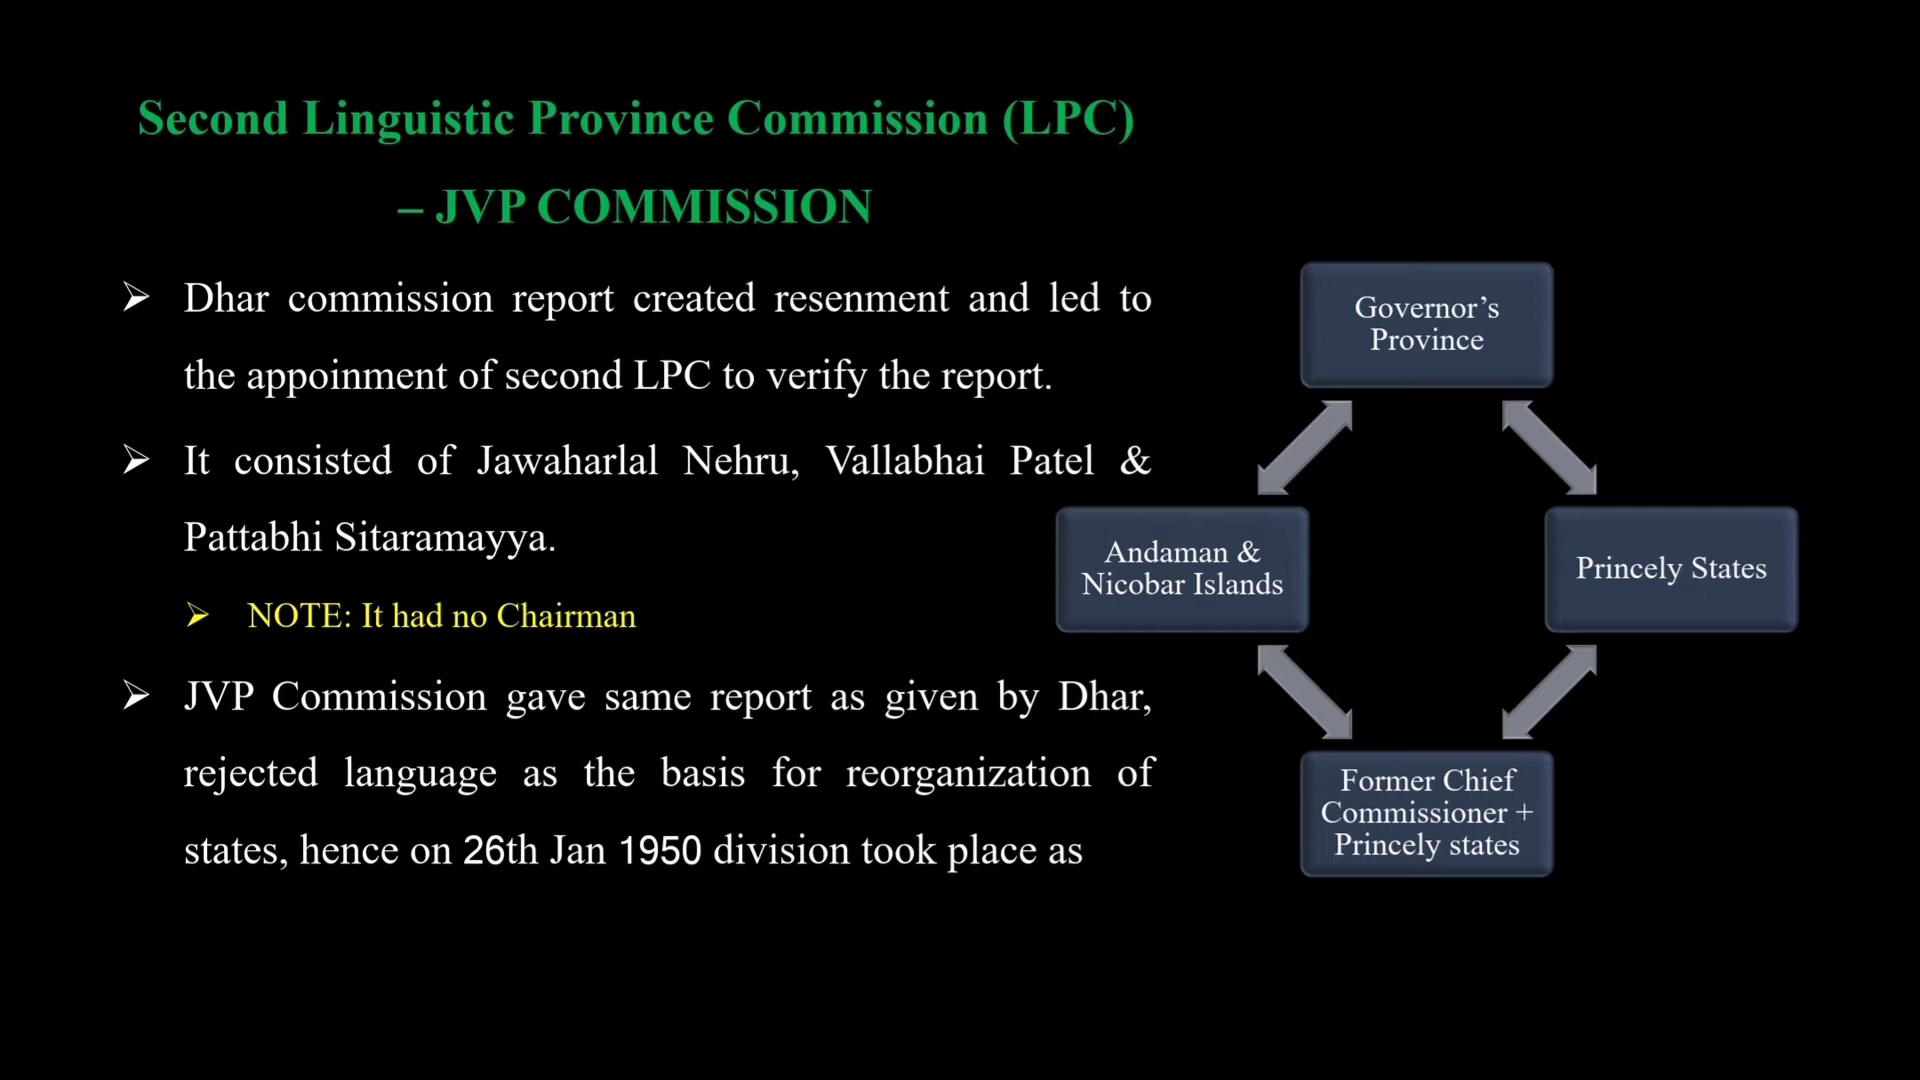 Second Linguistic Province Commission (LPC)
– JVP COMMISSION
➢ Dhar commission report created resenment and led to
the appoinment of second LPC to verify the report.
➢ It consisted of Jawaharlal Nehru, Vallabhai Patel &
Pattabhi Sitaramayya.
➢ NOTE: It had no Chairman
➢ JVP Commission gave same report as given by Dhar,
rejected language as the basis for reorganization of
states, hence on 26th Jan 1950 division took place as
Governor’s
Province
Andaman &
Nicobar Islands
Princely States
Former Chief
Commissioner +
Princely states